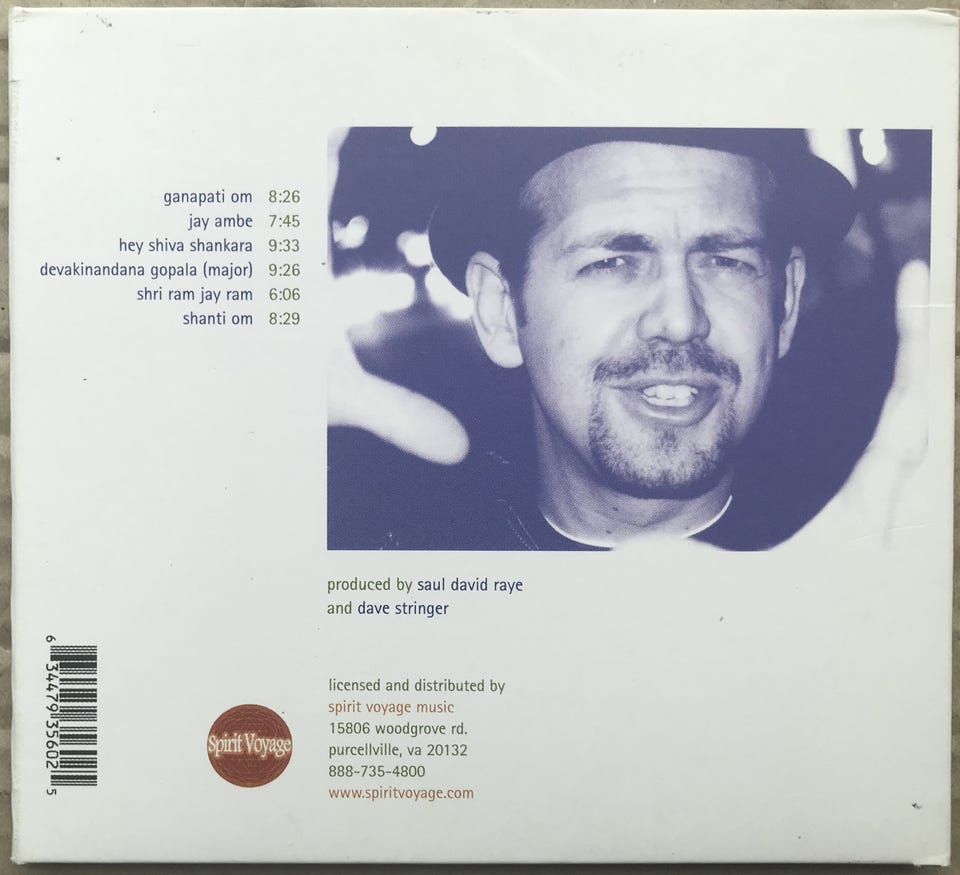 ganapati om 8:26
jay ambe 7:45
hey shiva shankara 9:33
devakinandana gopala (major) 9:26
shri ram jay ram 6:06
shanti om 8:29
produced by saul david raye
and dave stringer
licensed and distributed by
spirit voyage music
15806 woodgrove rd.
purcellville, va 20132
888-735-4800
www.spiritvoyage.com
Spirit Voyage
6 34479 35602 5